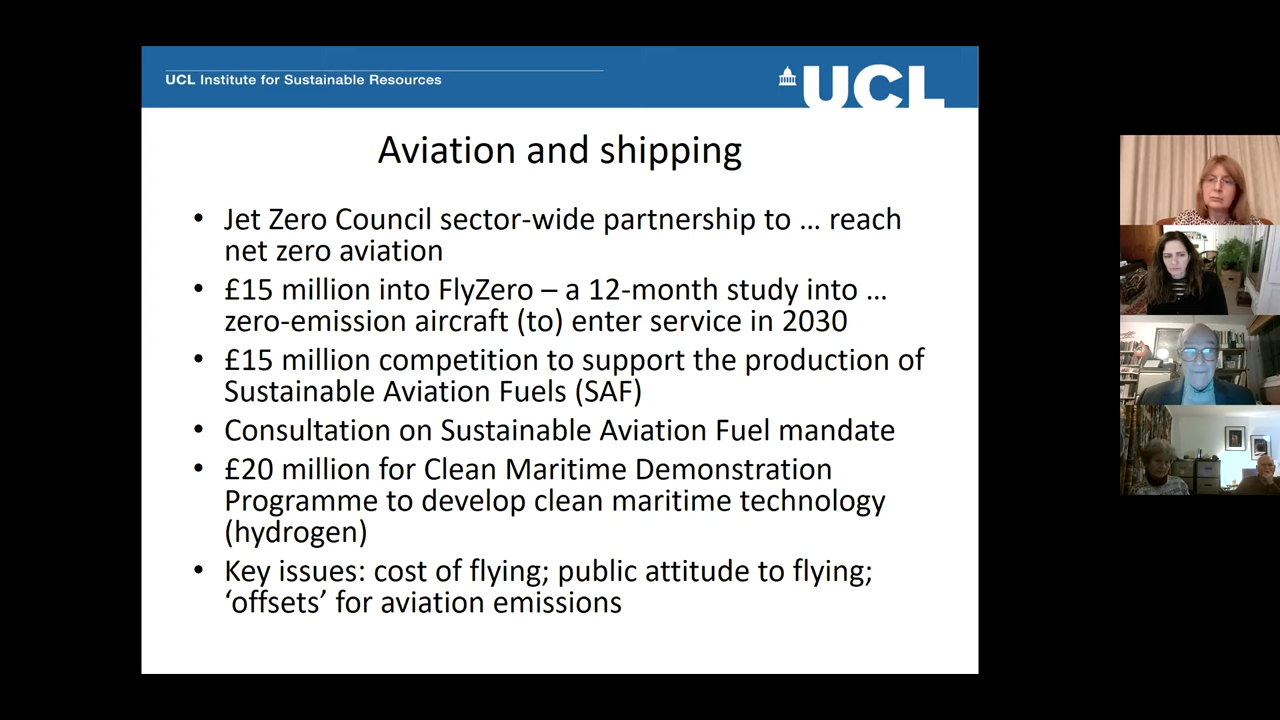 UCL Institute for Sustainable Resources
UCL
Aviation and shipping
• Jet Zero Council sector-wide partnership to … reach
net zero aviation
• £15 million into FlyZero – a 12-month study into …
zero-emission aircraft (to) enter service in 2030
• £15 million competition to support the production of
Sustainable Aviation Fuels (SAF)
• Consultation on Sustainable Aviation Fuel mandate
• £20 million for Clean Maritime Demonstration
Programme to develop clean maritime technology
(hydrogen)
• Key issues: cost of flying; public attitude to flying;
‘offsets’ for aviation emissions